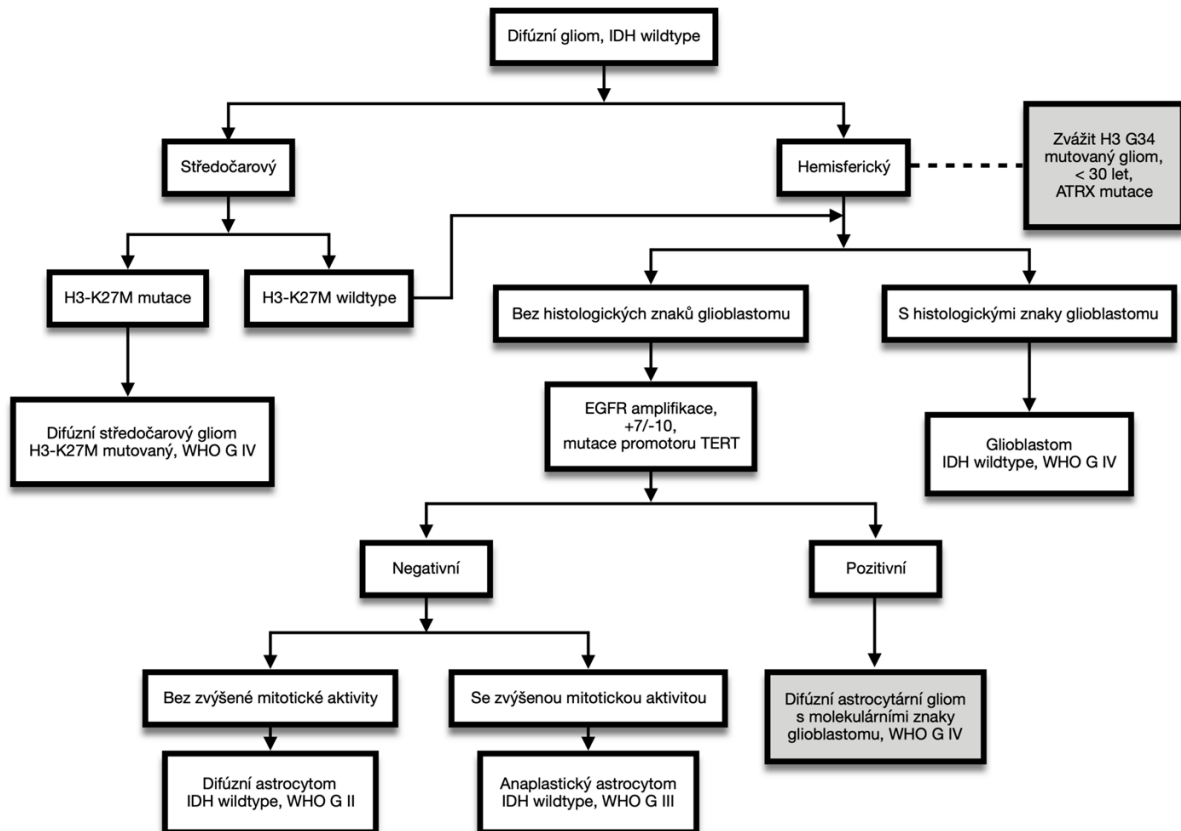 Difúzní gliom, IDH wildtype
Středočarový
Hemisferický
Zvážit H3 G34
mutovaný gliom,
< 30 let,
ATRX mutace
H3-K27M mutace
H3-K27M wildtype
Bez histologických znaků glioblastomu
S histologickými znaky glioblastomu
Difúzní středočarový gliom
H3-K27M mutovaný, WHO G IV
EGFR amplifikace,
+7/-10,
mutace promotoru TERT
Glioblastom
IDH wildtype, WHO G IV
Negativní
Pozitivní
Bez zvýšené mitotické aktivity
Se zvýšenou mitotickou aktivitou
Difúzní astrocytární gliom
s molekulárními znaky
glioblastomu, WHO G IV
Difúzní astrocytom
IDH wildtype, WHO G II
Anaplastický astrocytom
IDH wildtype, WHO G III